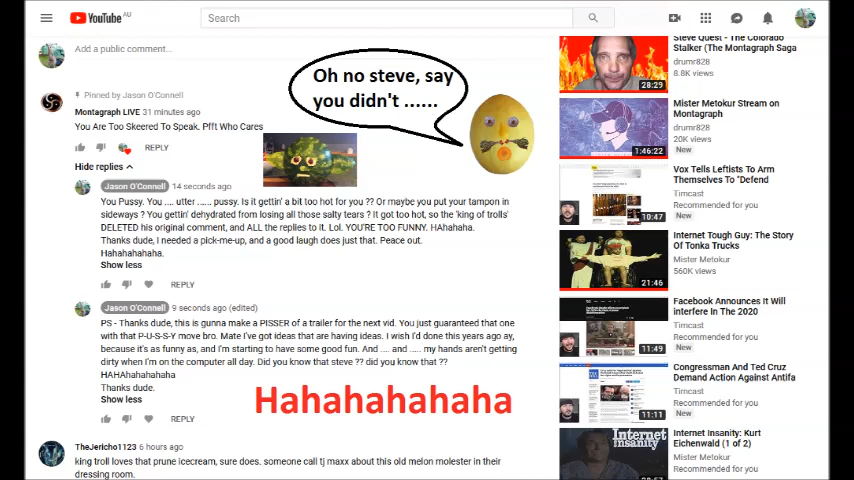 YouTube AU
Search
Add a public comment...
Oh no steve, say
you didn't ......
Pinned by Jason O'Connell
Montagraph LIVE 31 minutes ago
You Are Too Skeered To Speak. Pfft Who Cares
REPLY
Hide replies
Jason O'Connell 14 seconds ago
You Pussy. You .... utter ...... pussy. Is it gettin' a bit too hot for you ?? Or maybe you put your tampon in
sideways ? You gettin' dehydrated from losing all those salty tears ? It got too hot, so the 'king of trolls'
DELETED his original comment, and ALL the replies to it. Lol. YOU'RE TOO FUNNY. HAhahaha.
Thanks dude, I needed a pick-me-up, and a good laugh does just that. Peace out.
Hahahahahaha.
Show less
REPLY
Jason O'Connell 9 seconds ago (edited)
PS - Thanks dude, this is gunna make a PISSER of a trailer for the next vid. You just guaranteed that one
with that P-U-S-S-Y move bro. Mate I've got ideas that are having ideas. I wish I'd done this years ago ay,
because it's as funny as, and I'm starting to have some good fun. And .... and ..... my hands aren't getting
dirty when I'm on the computer all day. Did you know that steve ?? did you know that ??
HAHAhahahahaha
Thanks dude.
Show less
REPLY
Hahahahahaha
TheJericho1123 6 hours ago
king troll loves that prune icecream, sure does. someone call tj maxx about this old melon molester in their
dressing room.
Steve Quest - The Colorado
Stalker (The Montagraph Saga
drumr828
8.8K views
28:29
Mister Metokur Stream on
Montagraph
drumr828
20K views
New
1:46:22
Vox Tells Leftists To Arm
Themselves To "Defend
Timcast
Recommended for you
New
10:47
Internet Tough Guy: The Story
Of Tonka Trucks
Mister Metokur
560K views
21:46
Facebook Announces It Will
interfere In The 2020
Timcast
Recommended for you
New
11:49
Congressman And Ted Cruz
Demand Action Against Antifa
Timcast
Recommended for you
New
11:11
Internet Insanity: Kurt
Eichenwald (1 of 2)
Mister Metokur
Recommended for you
Internet
Insanity